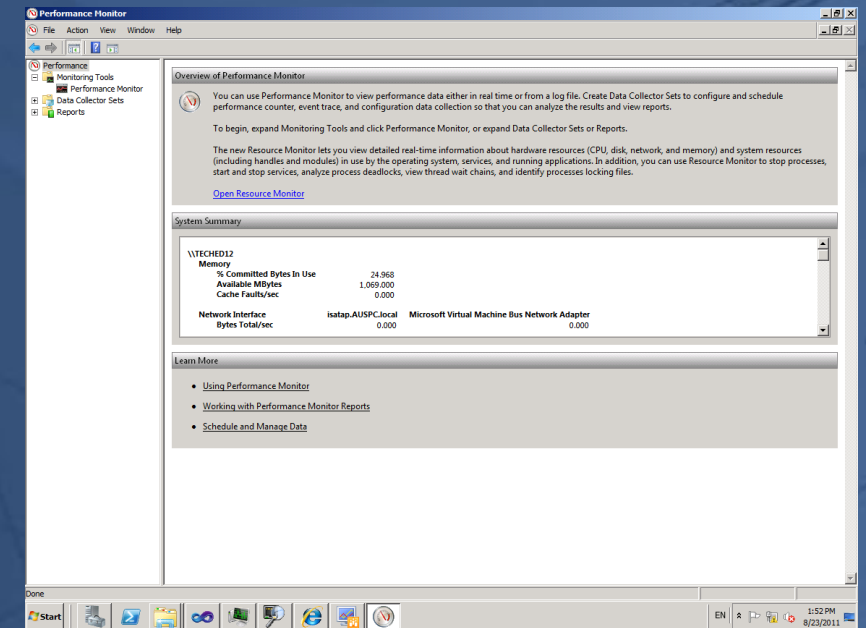 Performance Monitor
File Action View Window Help
Performance
Monitoring Tools
Performance Monitor
Data Collector Sets
Reports
Overview of Performance Monitor
You can use Performance Monitor to view performance data either in real time or from a log file. Create Data Collector Sets to configure and schedule
performance counter, event trace, and configuration data collection so that you can analyze the results and view reports.
To begin, expand Monitoring Tools and click Performance Monitor, or expand Data Collector Sets or Reports.
The new Resource Monitor lets you view detailed real-time information about hardware resources (CPU, disk, network, and memory) and system resources
(including handles and modules) in use by the operating system, services, and running applications. In addition, you can use Resource Monitor to stop processes,
start and stop services, analyze process deadlocks, view thread wait chains, and identify processes locking files.
Open Resource Monitor
System Summary
\\TECHED12
Memory
% Committed Bytes In Use 24.968
Available MBytes 1,069.000
Cache Faults/sec 0.000
Network Interface isatap.AUSPC.local Microsoft Virtual Machine Bus Network Adapter
Bytes Total/sec 0.000 0.000
Learn More
Using Performance Monitor
Working with Performance Monitor Reports
Schedule and Manage Data
Done
Start EN 1:52 PM
8/23/2011